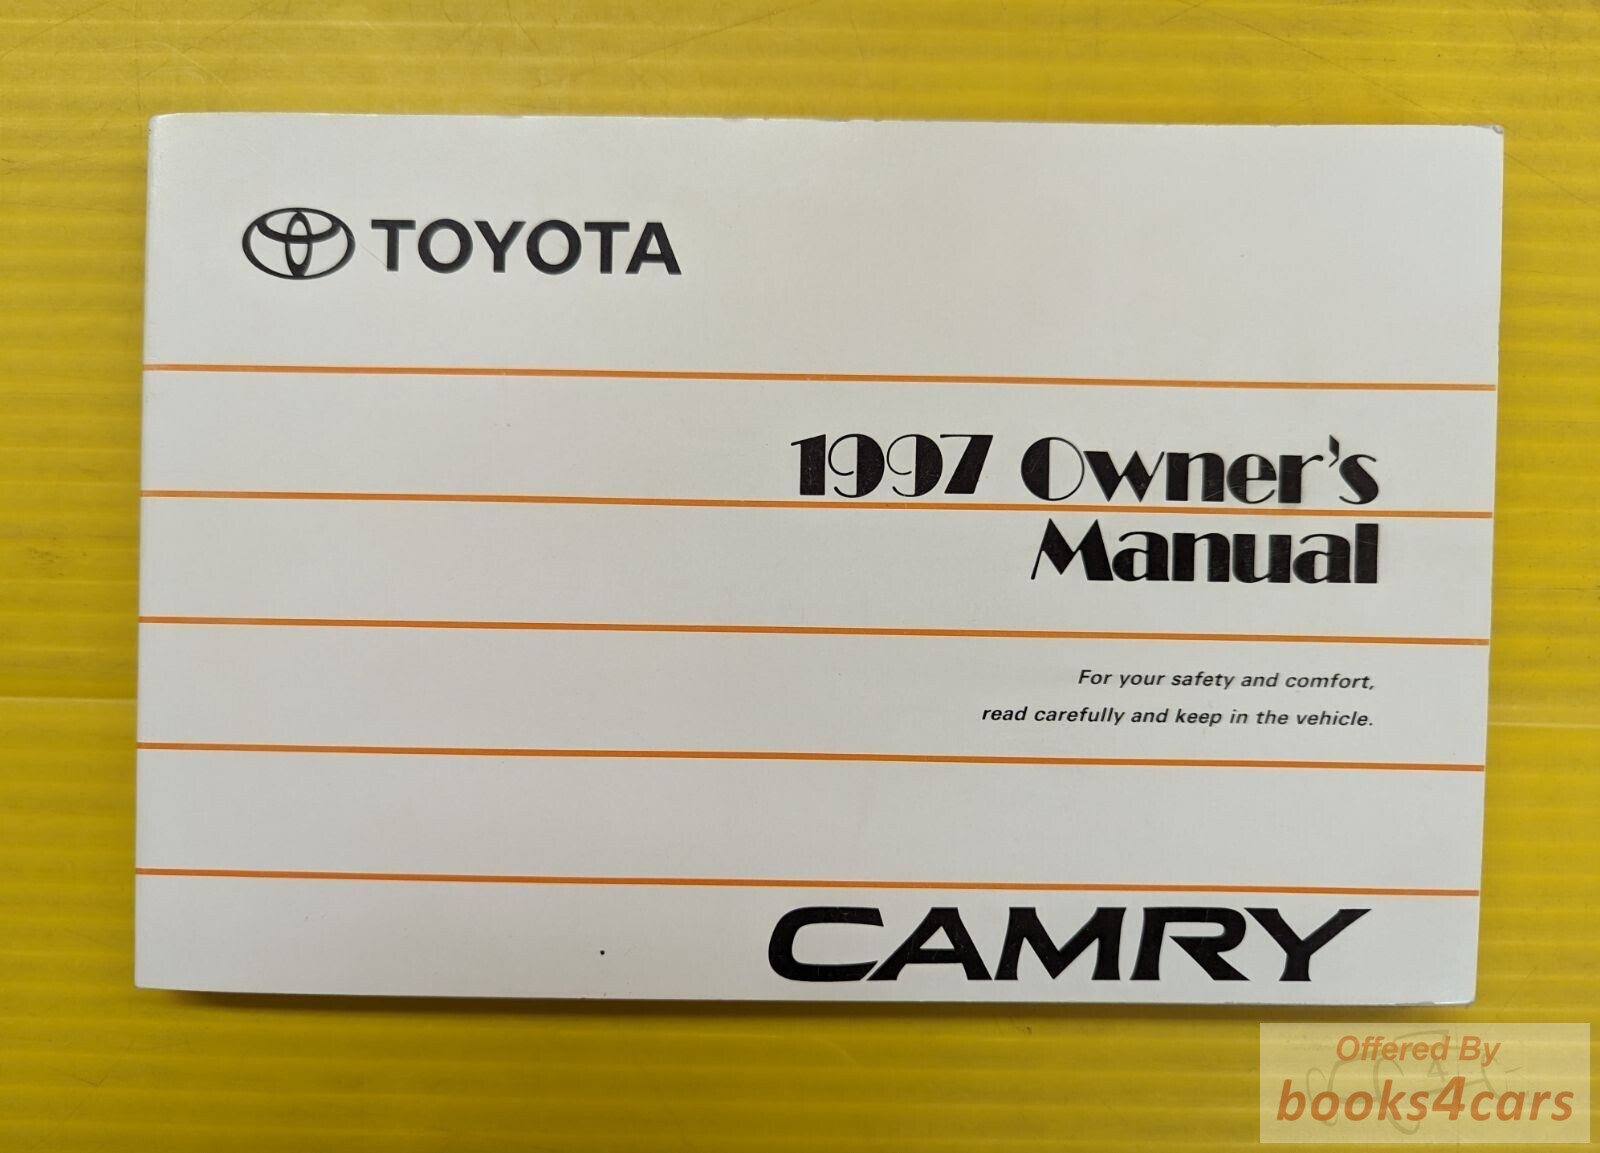 TOYOTA
1997 Owner's
Manual
For your safety and comfort,
read carefully and keep in the vehicle.
CAMRY
Offered By
books4cars